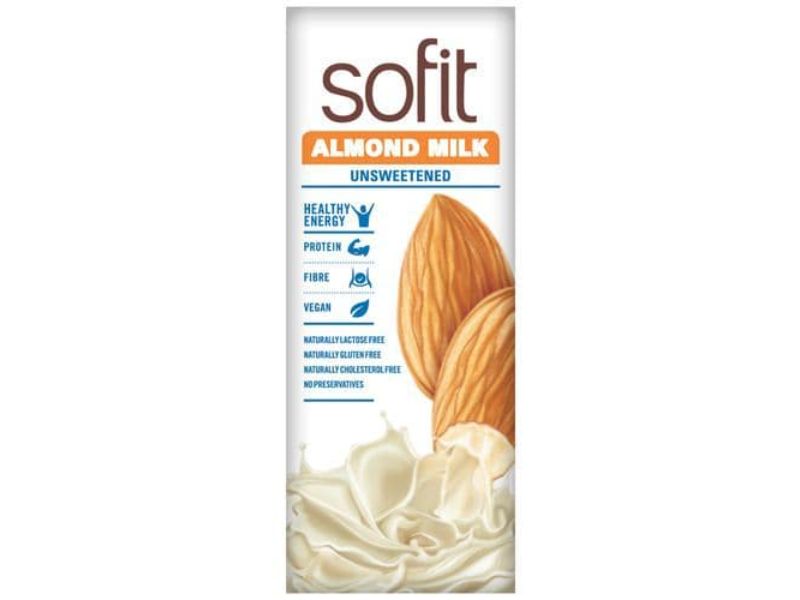 sofit
ALMOND MILK
UNSWEETENED
HEALTHY
ENERGY
PROTEIN
FIBRE
VEGAN
NATURALLY LACTOSE FREE
NATURALLY GLUTEN FREE
NATURALLY CHOLESTEROL FREE
NO PRESERVATIVES